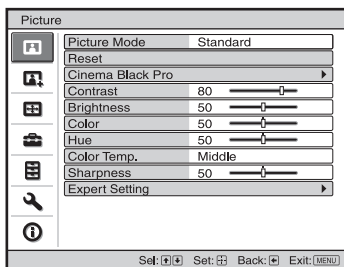 Picture
Picture Mode Standard
Reset
Cinema Black Pro
Contrast 80
Brightness 50
Color 50
Hue 50
Color Temp. Middle
Sharpness 50
Expert Setting
Sel: Set: Back: Exit: MENU